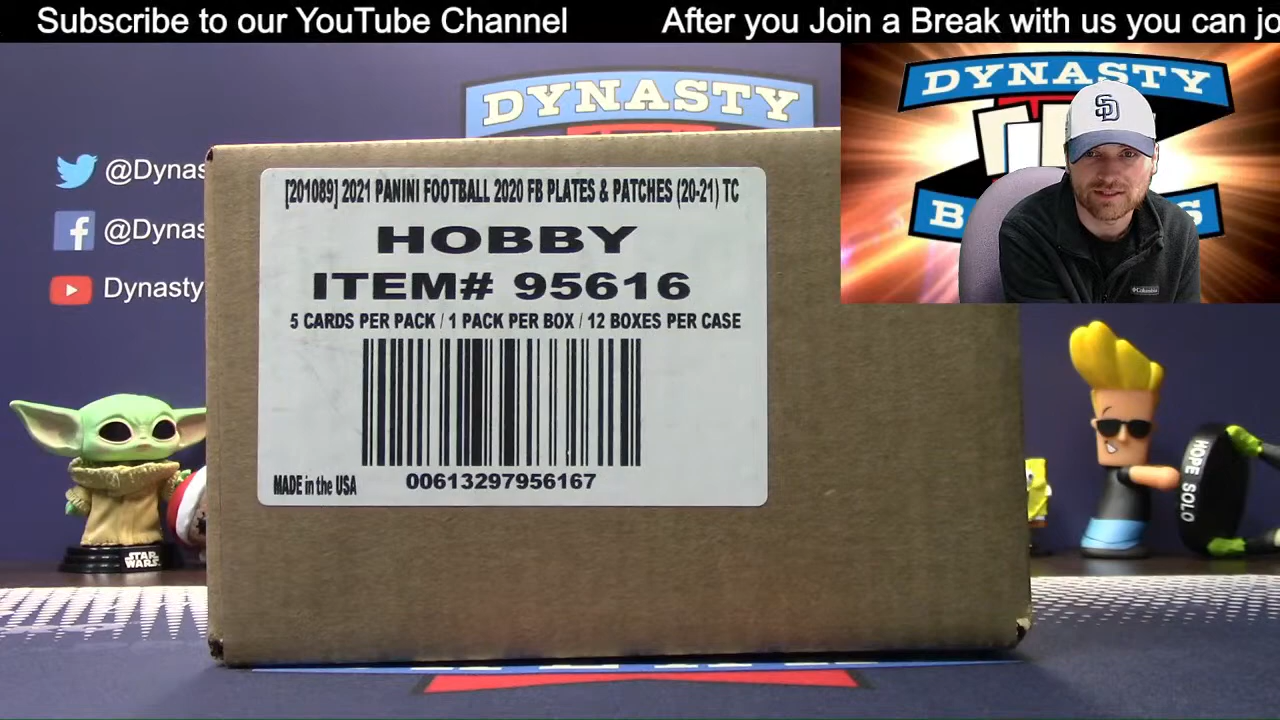 Subscribe to our YouTube Channel After you Join a Break with us you can jo
DYNASTY
@Dynas
@Dynas
Dynasty
[201089] 2021 PANINI FOOTBALL 2020 FB PLATES & PATCHES (20-21) TC
HOBBY
ITEM# 95616
5 CARDS PER PACK / 1 PACK PER BOX / 12 BOXES PER CASE
MADE in the USA
00613297956167
DYNASTY
SD
B S
Columbia
STAR
WARS
HOPE SOLO